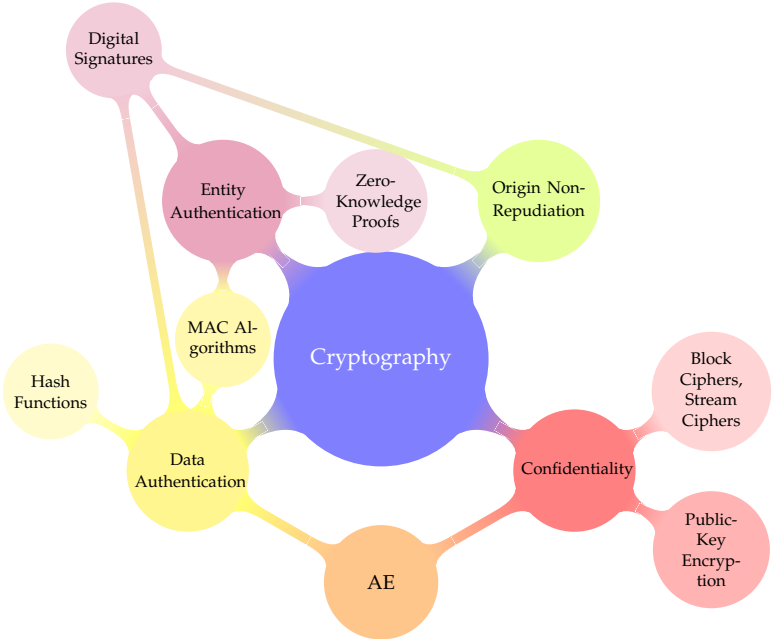 Digital
Signatures
Entity
Authentication
Zero-
Knowledge
Proofs
Origin Non-
Repudiation
MAC Al-
gorithms
Cryptography
Hash
Functions
Block
Ciphers,
Stream
Ciphers
Data
Authentication
Confidentiality
Public-
Key
Encryp-
tion
AE